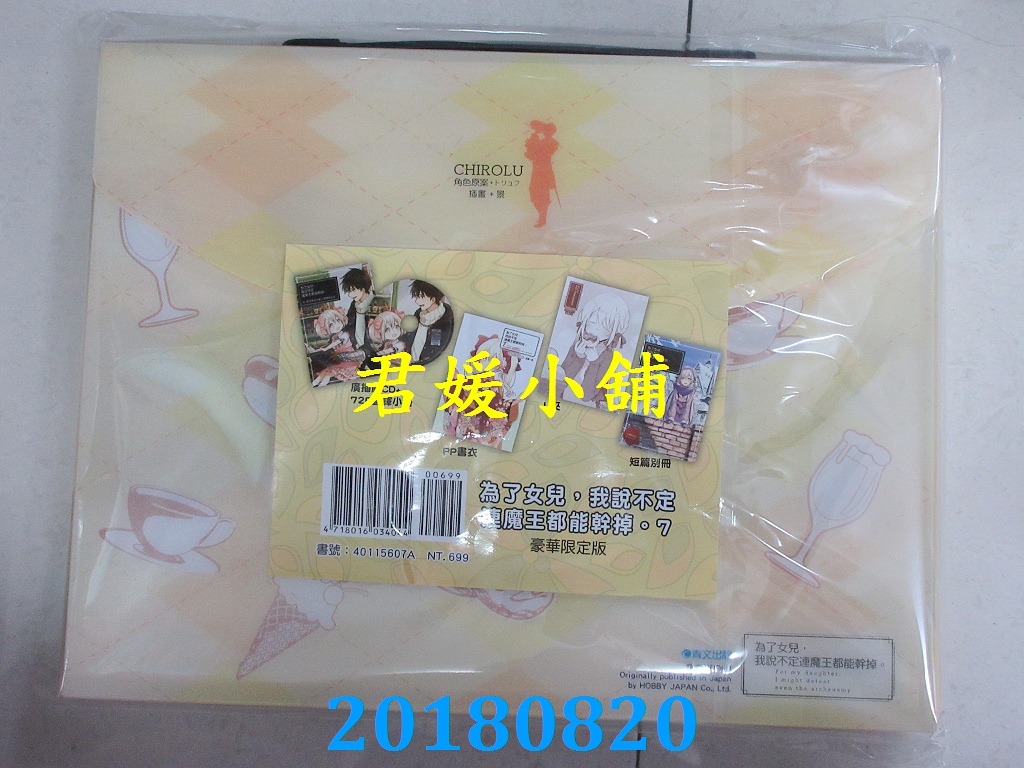 CHIROLU
角色原案+トリュフ
插畫+景
君媛小舖
PP書衣
短篇別冊
00699
為了女兒，我說不定
連魔王都能幹掉。7
豪華限定版
書號：40115607A NT.699
青文出版
Originally published in Japan
by HOBBY JAPAN Co., Ltd.
為了女兒，
我說不定連魔王都能幹掉。
For my daughter,
I might defeat
even the archenemy
20180820